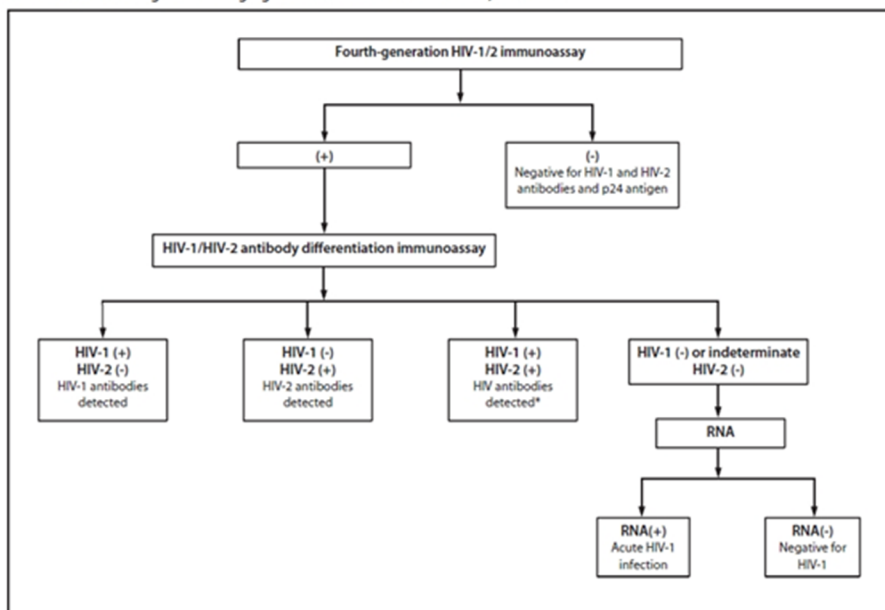 Fourth-generation HIV-1/2 immunoassay
(+)
(-)
Negative for HIV-1 and HIV-2
antibodies and p24 antigen
HIV-1/HIV-2 antibody differentiation immunoassay
HIV-1 (+)
HIV-2 (-)
HIV-1 antibodies
detected
HIV-1 (-)
HIV-2 (+)
HIV-2 antibodies
detected
HIV-1 (+)
HIV-2 (+)
HIV antibodies
detected*
HIV-1 (-) or indeterminate
HIV-2 (-)
RNA
RNA(+)
Acute HIV-1
infection
RNA(-)
Negative for
HIV-1